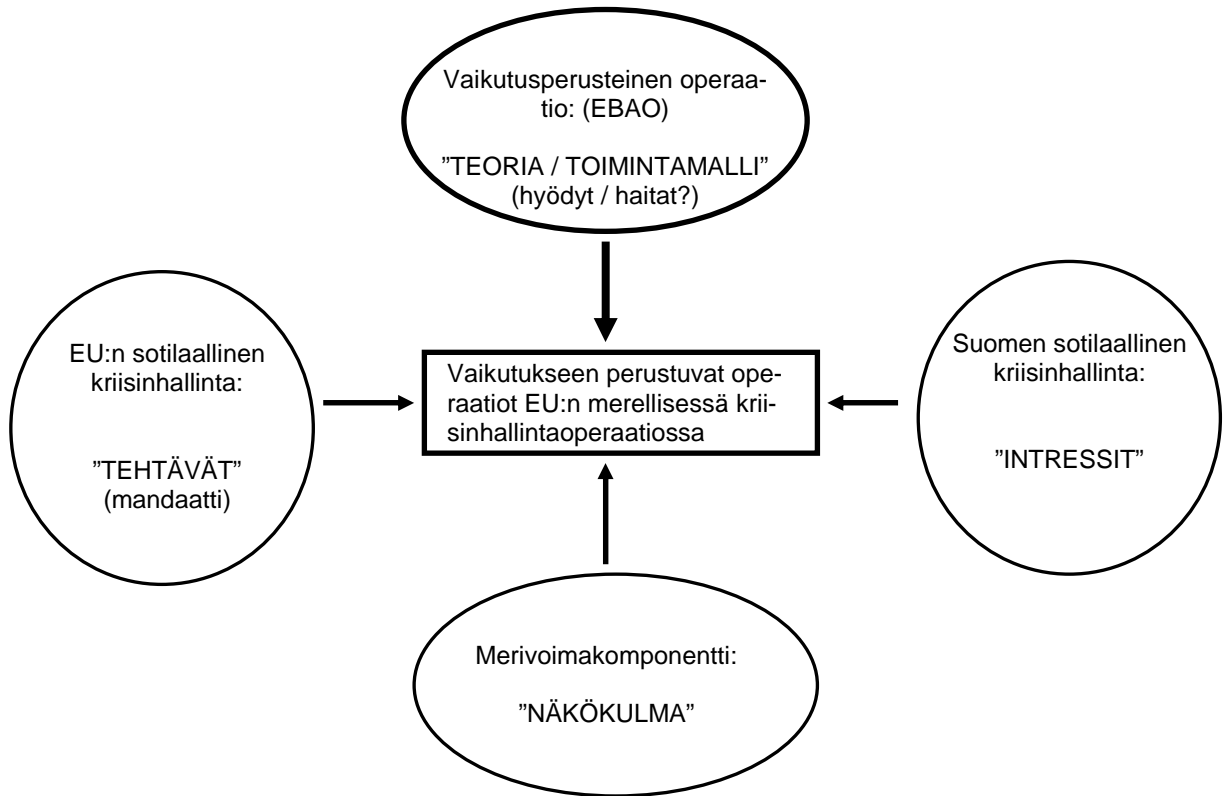 Vaikutusperusteinen operaa-
tio: (EBAO)
”TEORIA / TOIMINTAMALLI”
(hyödyt / haitat?)
EU:n sotilaallinen
kriisinhallinta:
”TEHTÄVÄT”
(mandaatti)
Vaikutukseen perustuvat ope-
raatiot EU:n merellisessä krii-
sinhallintaoperaatiossa
Suomen sotilaallinen
kriisinhallinta:
”INTRESSIT”
Merivoimakomponentti:
”NÄKÖKULMA”